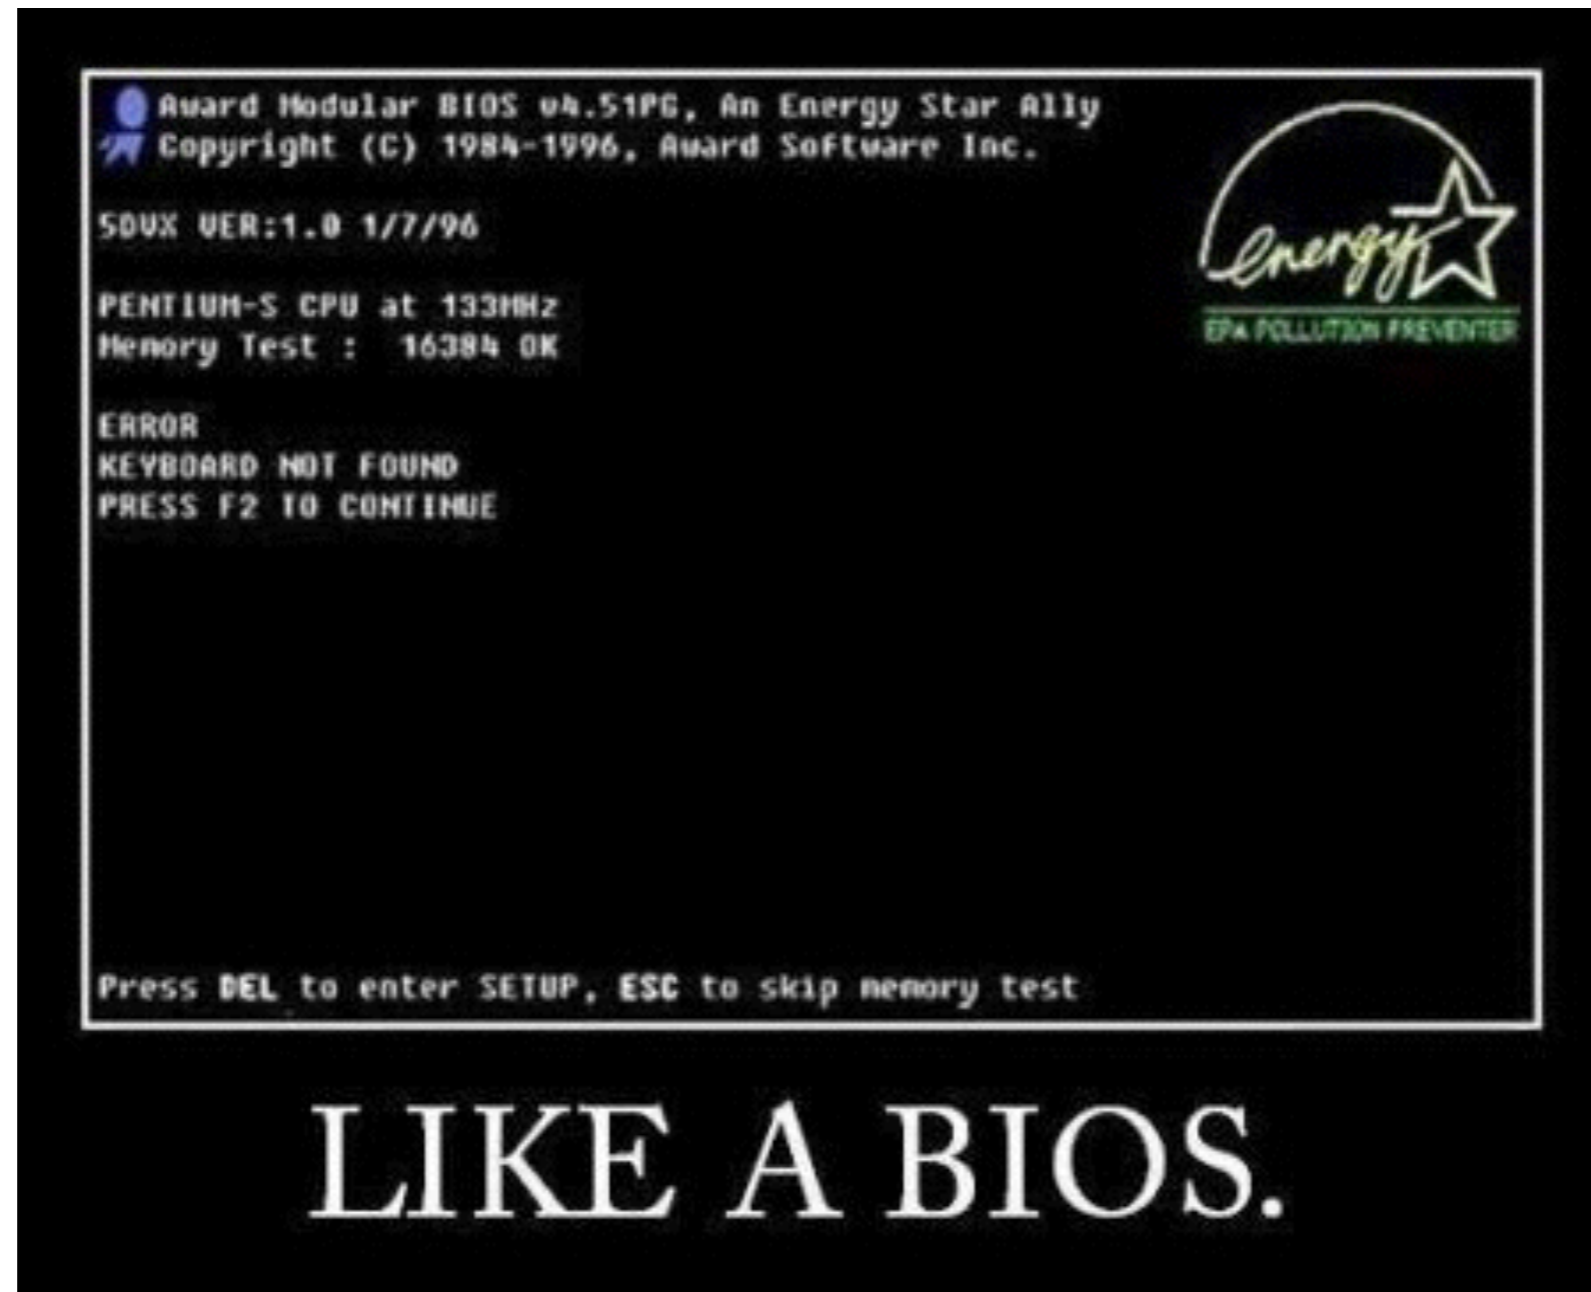 Award Modular BIOS v4.51PG, An Energy Star Ally
Copyright (C) 1984-1996, Award Software Inc.
energy
EPA POLLUTION PREVENTER
5DVX VER:1.0 1/7/96
PENTIUM-S CPU at 133MHz
Memory Test :  16384 OK
ERROR
KEYBOARD NOT FOUND
PRESS F2 TO CONTINUE
Press DEL to enter SETUP, ESC to skip memory test
LIKE A BIOS.